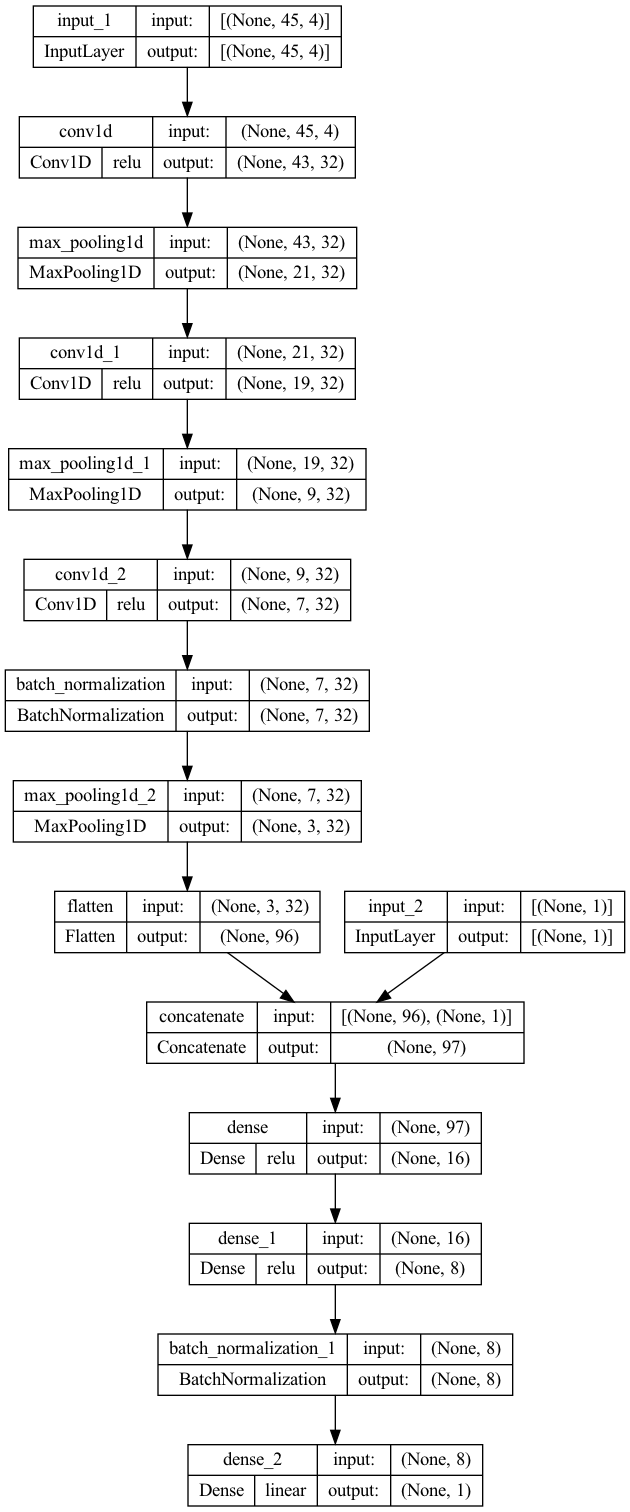 input_1 input: [(None, 45, 4)]
InputLayer output: [(None, 45, 4)]
conv1d input: (None, 45, 4)
Conv1D relu output: (None, 43, 32)
max_pooling1d input: (None, 43, 32)
MaxPooling1D output: (None, 21, 32)
conv1d_1 input: (None, 21, 32)
Conv1D relu output: (None, 19, 32)
max_pooling1d_1 input: (None, 19, 32)
MaxPooling1D output: (None, 9, 32)
conv1d_2 input: (None, 9, 32)
Conv1D relu output: (None, 7, 32)
batch_normalization input: (None, 7, 32)
BatchNormalization output: (None, 7, 32)
max_pooling1d_2 input: (None, 7, 32)
MaxPooling1D output: (None, 3, 32)
flatten input: (None, 3, 32)
Flatten output: (None, 96)
input_2 input: [(None, 1)]
InputLayer output: [(None, 1)]
concatenate input: [(None, 96), (None, 1)]
Concatenate output: (None, 97)
dense input: (None, 97)
Dense relu output: (None, 16)
dense_1 input: (None, 16)
Dense relu output: (None, 8)
batch_normalization_1 input: (None, 8)
BatchNormalization output: (None, 8)
dense_2 input: (None, 8)
Dense linear output: (None, 1)